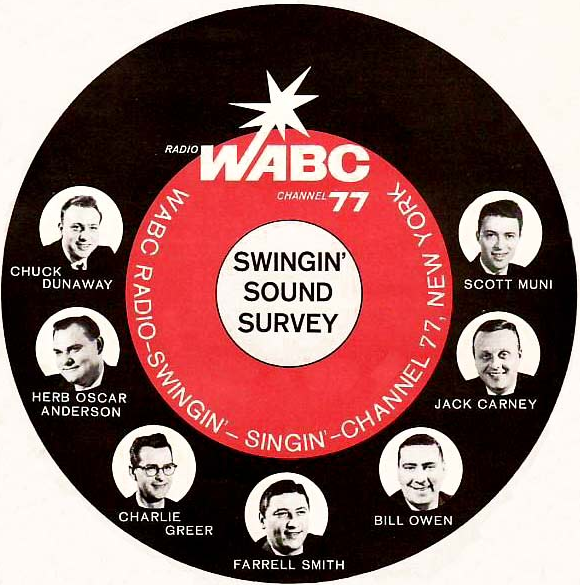 RADIO WABC
CHANNEL 77
WABC RADIO–SWINGIN'– SINGIN'–CHANNEL 77, NEW YORK
SWINGIN'
SOUND
SURVEY
CHUCK
DUNAWAY
HERB OSCAR
ANDERSON
CHARLIE
GREER
FARRELL SMITH
BILL OWEN
JACK CARNEY
SCOTT MUNI